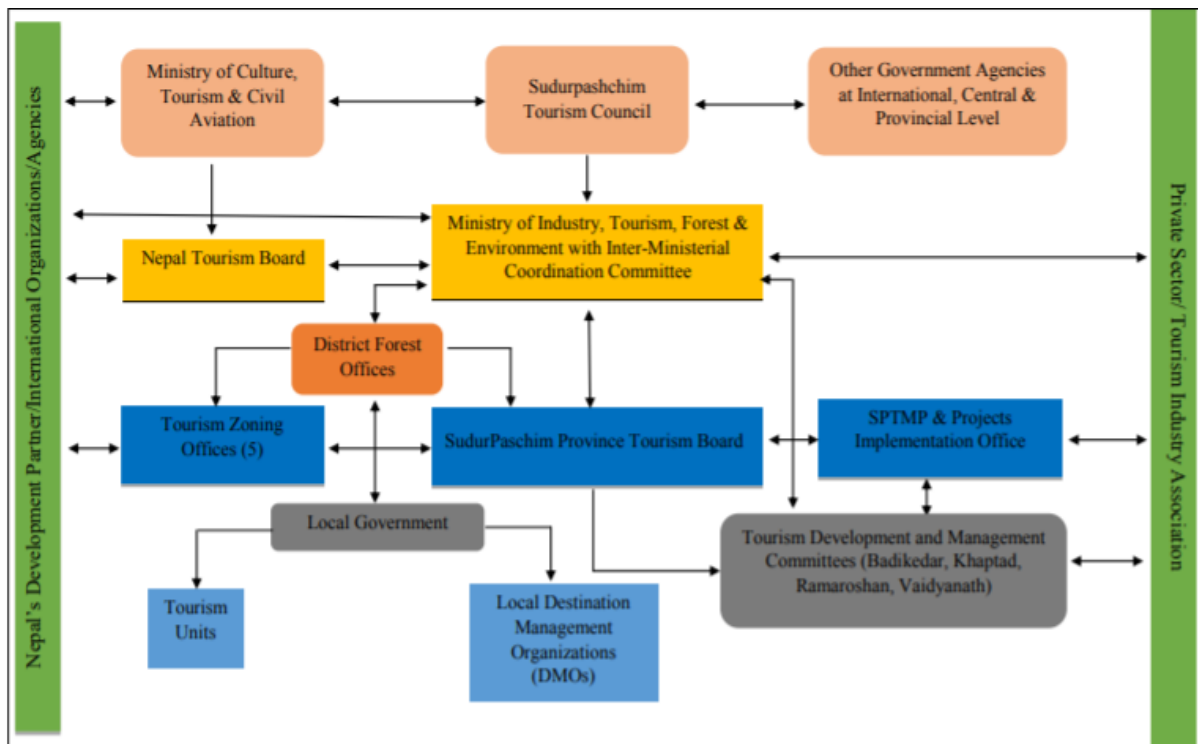 Nepal's Development Partner/International Organizations/Agencies
Ministry of Culture,
Tourism & Civil
Aviation
Sudurpashchim
Tourism Council
Other Government Agencies
at International, Central &
Provincial Level
Nepal Tourism Board
Ministry of Industry, Tourism, Forest &
Environment with Inter-Ministerial
Coordination Committee
District Forest
Offices
Tourism Zoning
Offices (5)
SudurPaschim Province Tourism Board
SPTMP & Projects
Implementation Office
Local Government
Tourism Development and Management
Committees (Badikedar, Khaptad,
Ramaroshan, Vaidyanath)
Tourism
Units
Local Destination
Management
Organizations
(DMOs)
Private Sector/ Tourism Industry Association